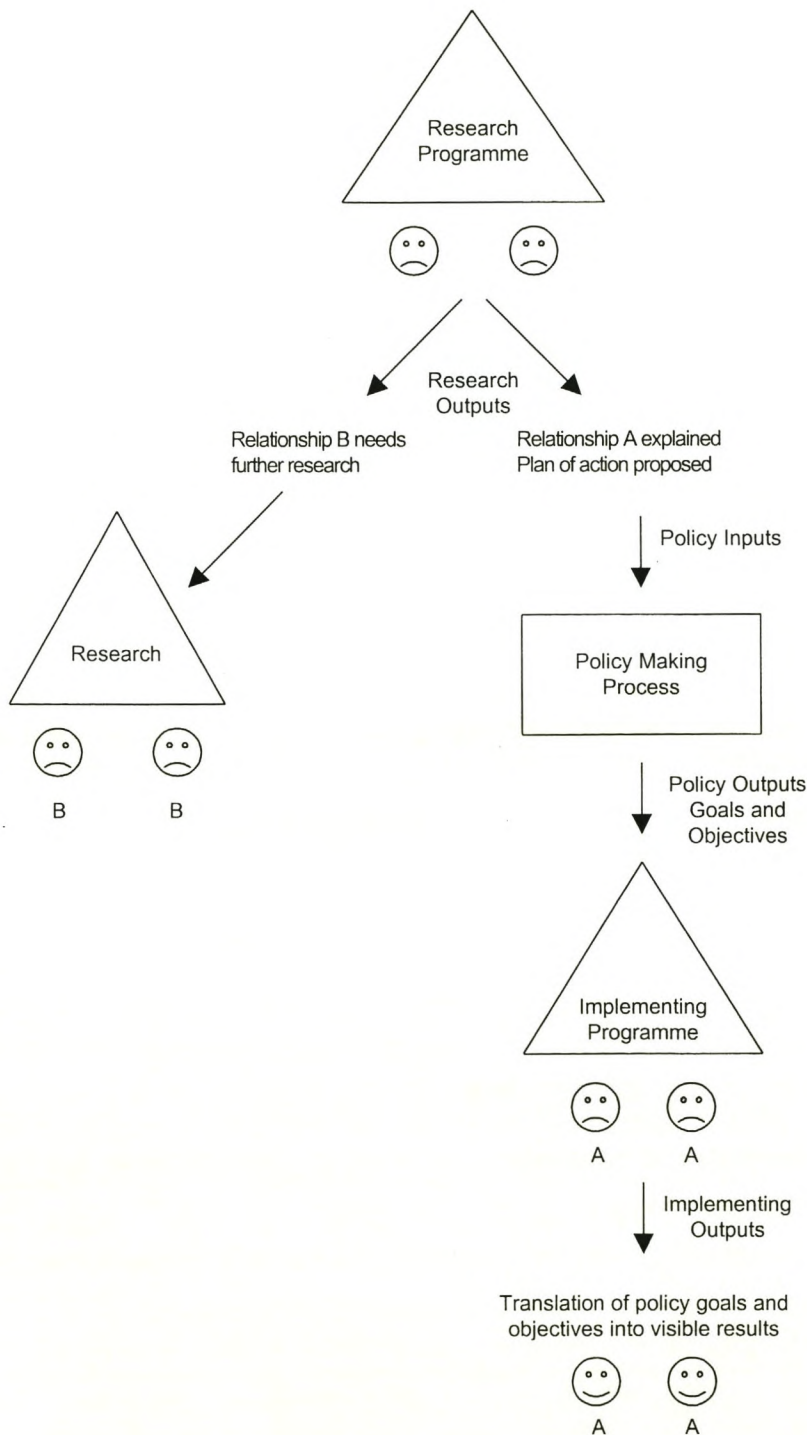 Research
Programme
Research
Outputs
Relationship B needs
further research
Relationship A explained
Plan of action proposed
Policy Inputs
Research
Policy Making
Process
B B
Policy Outputs
Goals and
Objectives
Implementing
Programme
A A
Implementing
Outputs
Translation of policy goals and
objectives into visible results
A A